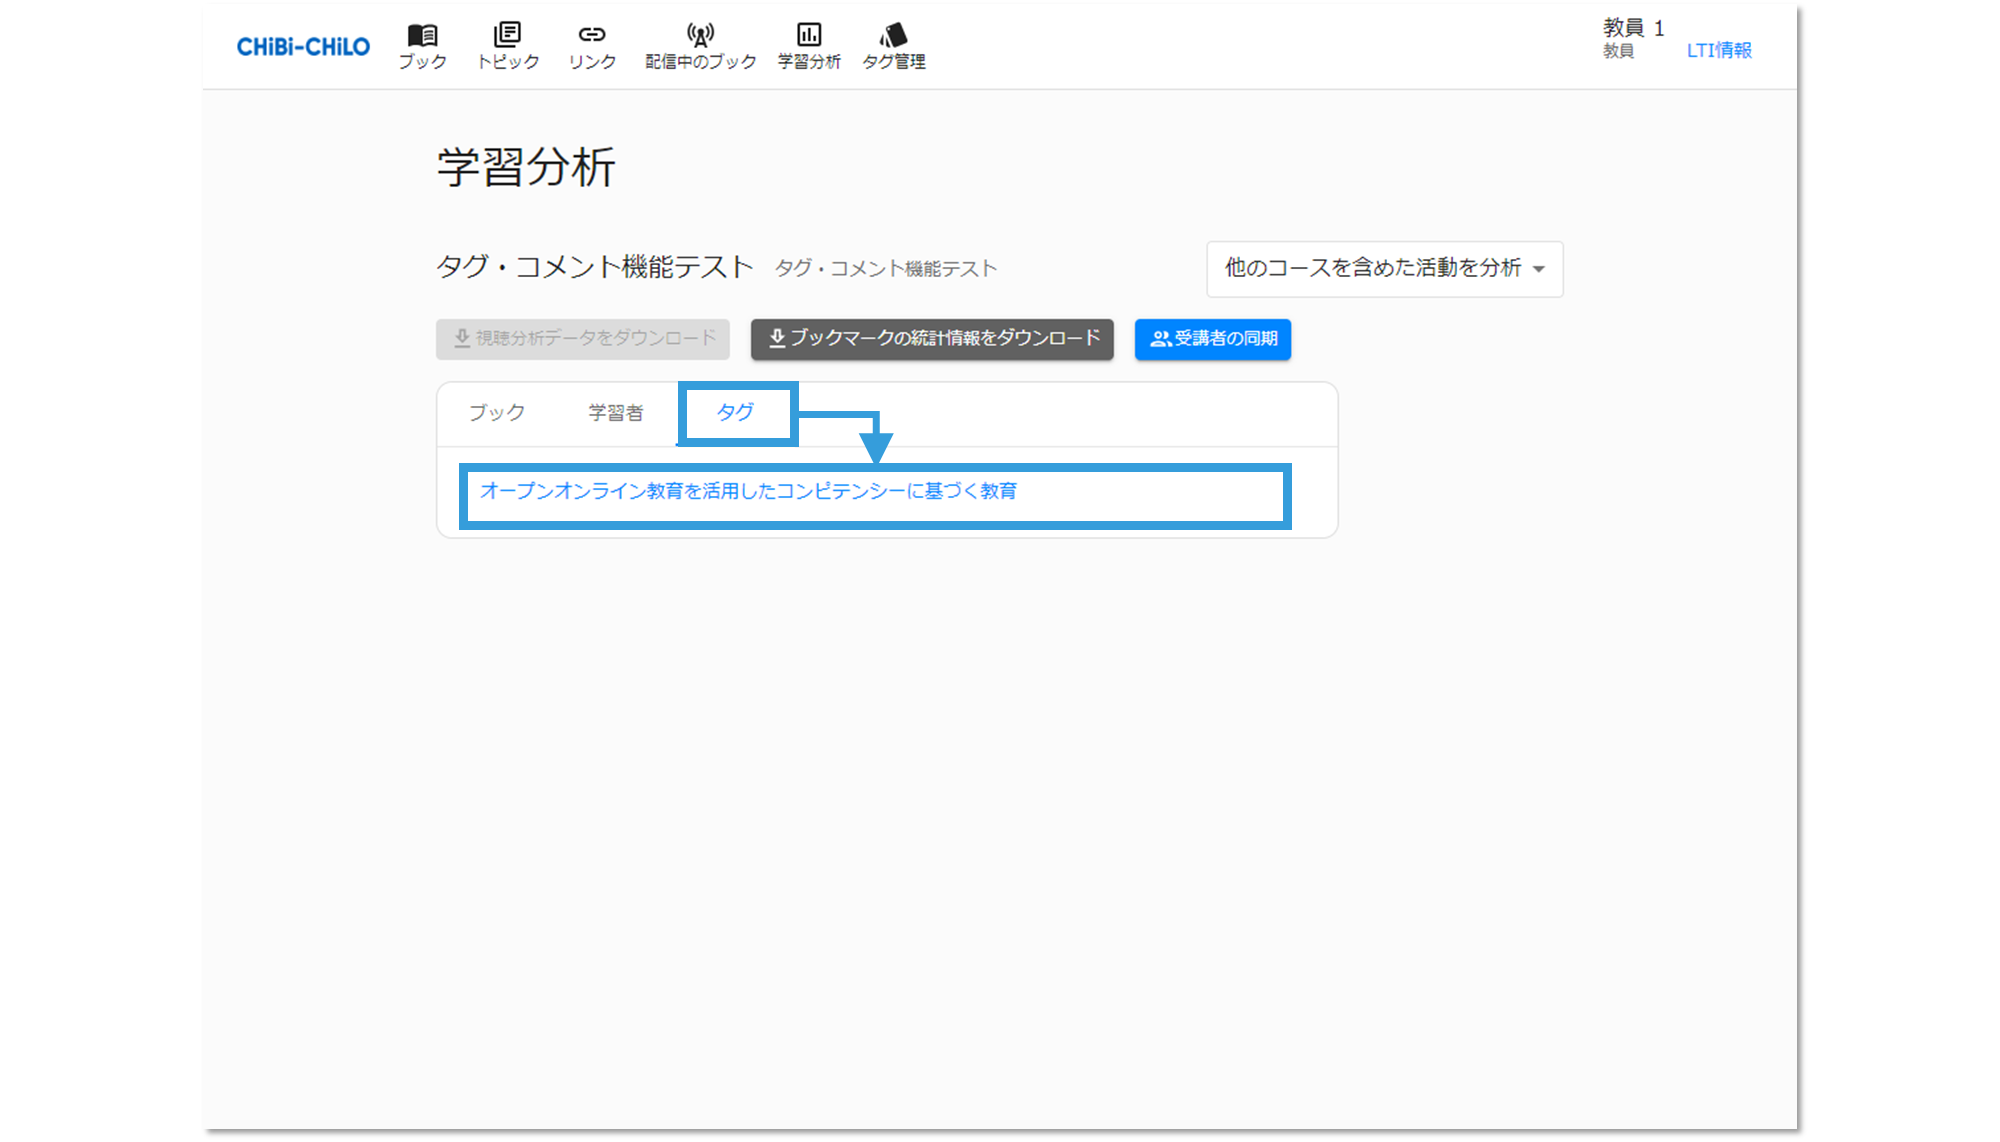 CHiBi-CHiLO
ブック
トピック
リンク
配信中のブック
学習分析
タグ管理
教員 1
教員
LTI情報
学習分析
タグ・コメント機能テスト タグ・コメント機能テスト
他のコースを含めた活動を分析
視聴分析データをダウンロード
ブックマークの統計情報をダウンロード
受講者の同期
ブック
学習者
タグ
オープンオンライン教育を活用したコンピテンシーに基づく教育